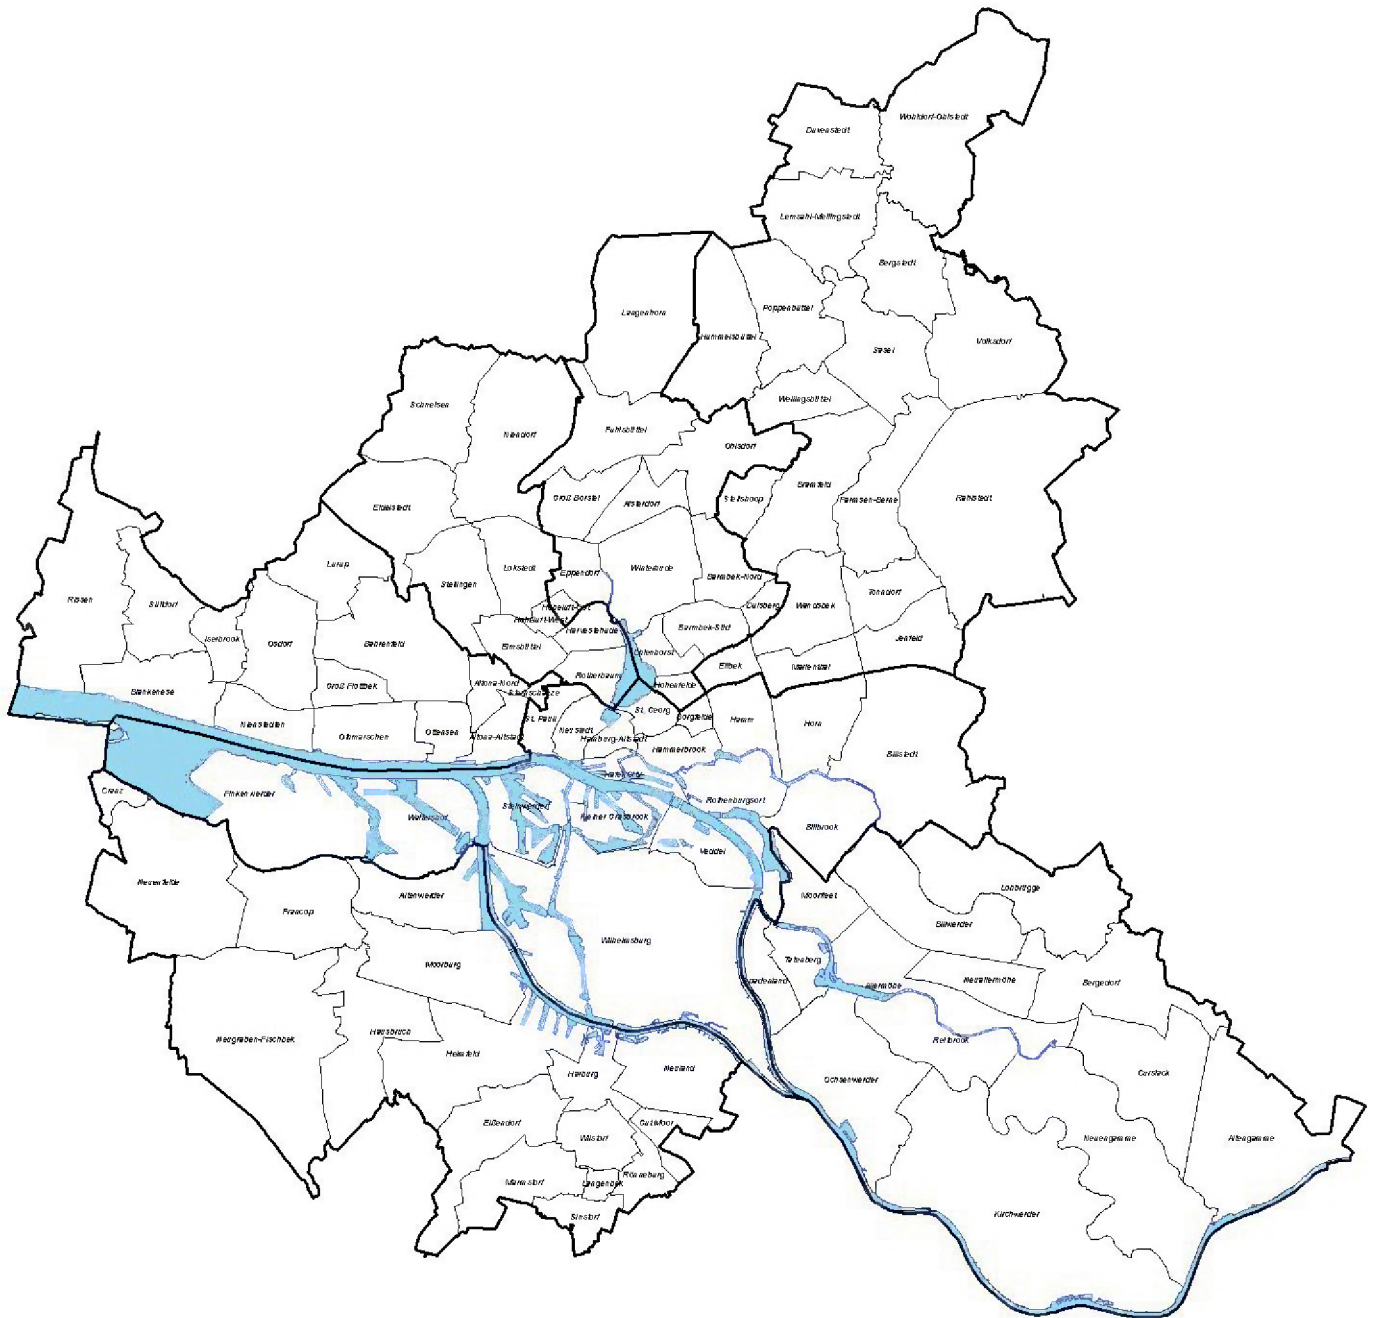 Wohldorf-Ohlstedt
Duvenstedt
Lemsahl-Mellingstedt
Bergstedt
Langenhorn
Poppenbüttel
Hummelsbüttel
Volksdorf
Sasel
Wellingsbüttel
Schnelsen
Niendorf
Fuhlsbüttel
Ohlsdorf
Bramfeld
Farmsen-Berne
Rahlstedt
Steilshoop
Groß Borstel
Alsterdorf
Eidelstedt
Lurup
Stellingen
Lokstedt
Eppendorf
Winterhude
Barmbek-Nord
Dulsberg
Wandsbek
Tonndorf
Jenfeld
Rissen
Sülldorf
Iserbrook
Osdorf
Bahrenfeld
Hoheluft-Ost
Hoheluft-West
Harvestehude
Barmbek-Süd
Eimsbüttel
Uhlenhorst
Eilbek
Marienthal
Rotherbaum
Hohenfelde
Blankenese
Groß Flottbek
Altona-Nord
Sternschanze
Nienstedten
Othmarschen
Ottensen
Altona-Altstadt
St. Pauli
Neustadt
St. Georg
Borgfelde
Hamm
Horn
Billstedt
Hamburg-Altstadt
Hammerbrook
HafenCity
Cranz
Finkenwerder
Waltershof
Steinwerder
Kleiner Grasbrook
Rothenburgsort
Billbrook
Veddel
Neuenfelde
Francop
Altenwerder
Moorfleet
Lohbrügge
Billwerder
Wilhelmsburg
Moorburg
Tatenberg
Spadenland
Allermöhe
Neuallermöhe
Bergedorf
Neugraben-Fischbek
Hausbruch
Heimfeld
Harburg
Neuland
Reitbrook
Ochsenwerder
Curslack
Eißendorf
Wilstorf
Gut Moor
Neuengamme
Altengamme
Marmstorf
Langenbek
Rönneburg
Sinstorf
Kirchwerder